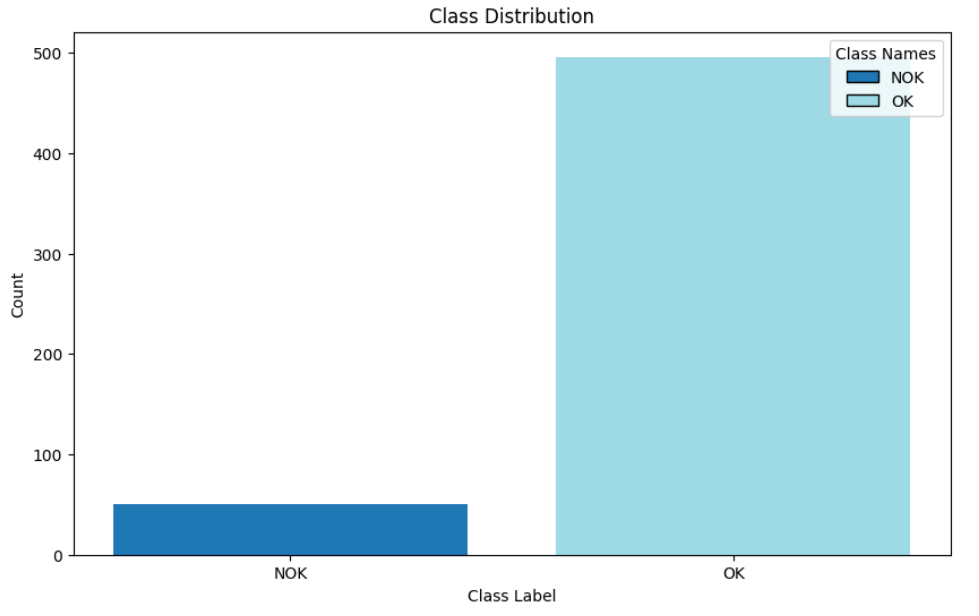 Class Distribution
Class Names
NOK
OK
500
400
300
200
100
0
Count
NOK
OK
Class Label